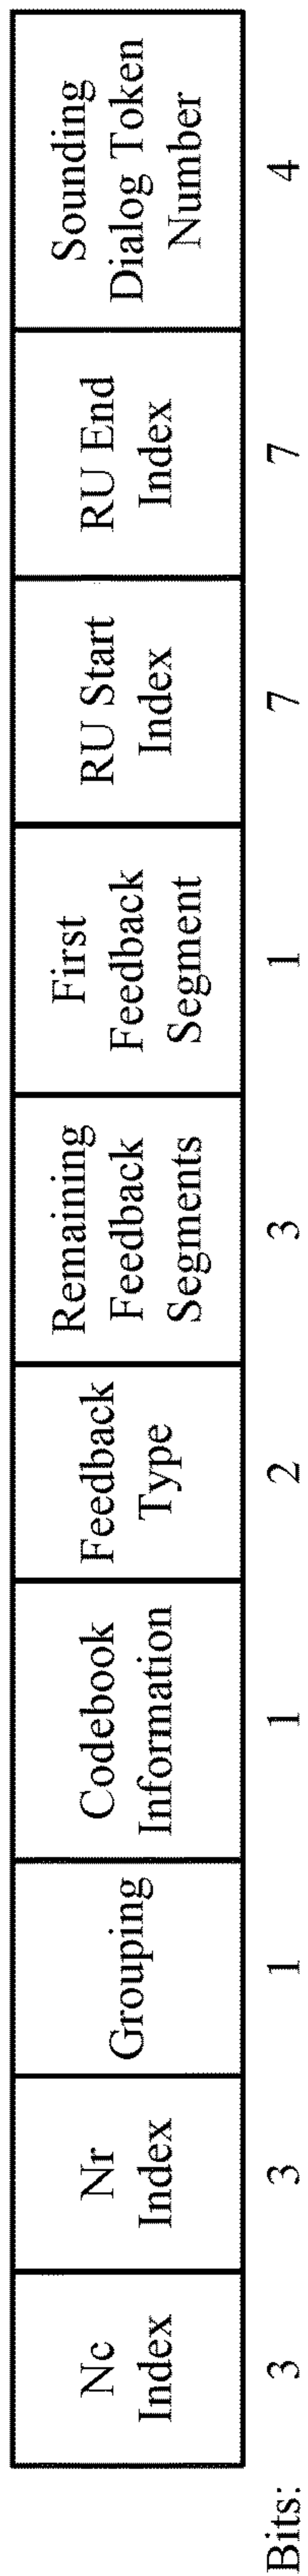 Nc
Index
Nr
Index
Grouping
Codebook
Information
Feedback
Type
Remaining
Feedback
Segments
First
Feedback
Segment
RU Start
Index
RU End
Index
Sounding
Dialog Token
Number
Bits: 3 3 1 1 2 3 1 7 7 4